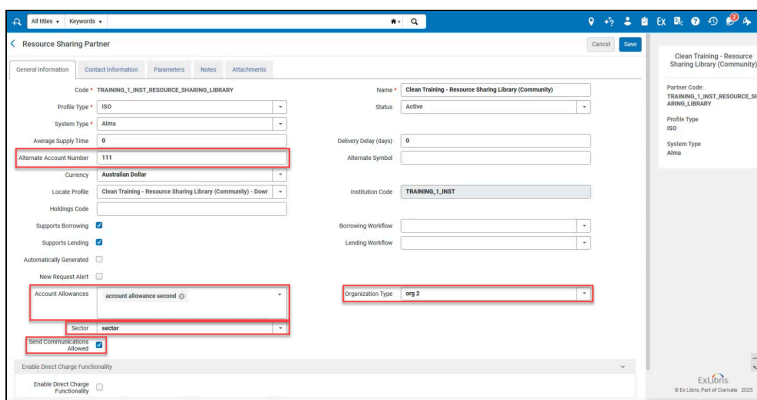 All titles Keywords
Ex 2
Resource Sharing Partner Cancel Save
General Information Contact Information Parameters Notes Attachments
Code * TRAINING_1_INST_RESOURCE_SHARING_LIBRARY Name * Clean Training - Resource Sharing Library (Community)
Profile Type * ISO Status Active
System Type * Alma
Average Supply Time 0 Delivery Delay (days) 0
Alternate Account Number 111 Alternate Symbol
Currency Australian Dollar
Locate Profile Clean Training - Resource Sharing Library (Community) - Dowr Institution Code TRAINING_1_INST
Holdings Code
Supports Borrowing Borrowing Workflow
Supports Lending Lending Workflow
Automatically Generated
New Request Alert
Account Allowances account allowance second Organization Type org 2
Sector sector
Send Communications
Allowed
Enable Direct Charge Functionality
Enable Direct Charge
Functionality
Clean Training - Resource
Sharing Library (Community)
Partner Code:
TRAINING_1_INST_RESOURCE_SH
ARING_LIBRARY
Profile Type
ISO
System Type
Alma
ExLibris
© Ex Libris, Part of Clarivate 2025